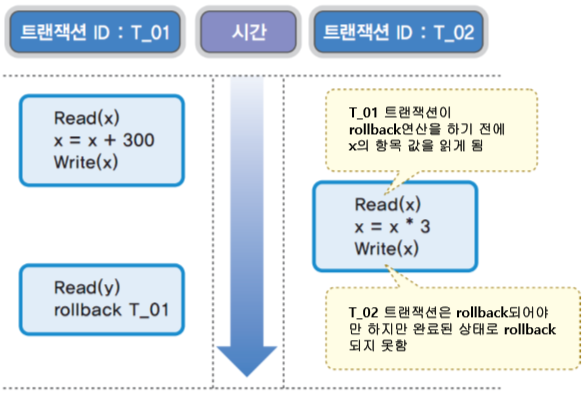 트랜잭션 ID : T_01
시간
트랜잭션 ID : T_02
Read(x)
x = x + 300
Write(x)
T_01 트랜잭션이
rollback연산을 하기 전에
x의 항목 값을 읽게 됨
Read(x)
x = x * 3
Write(x)
Read(y)
rollback T_01
T_02 트랜잭션은 rollback되어야
만 하지만 완료된 상태로 rollback
되지 못함